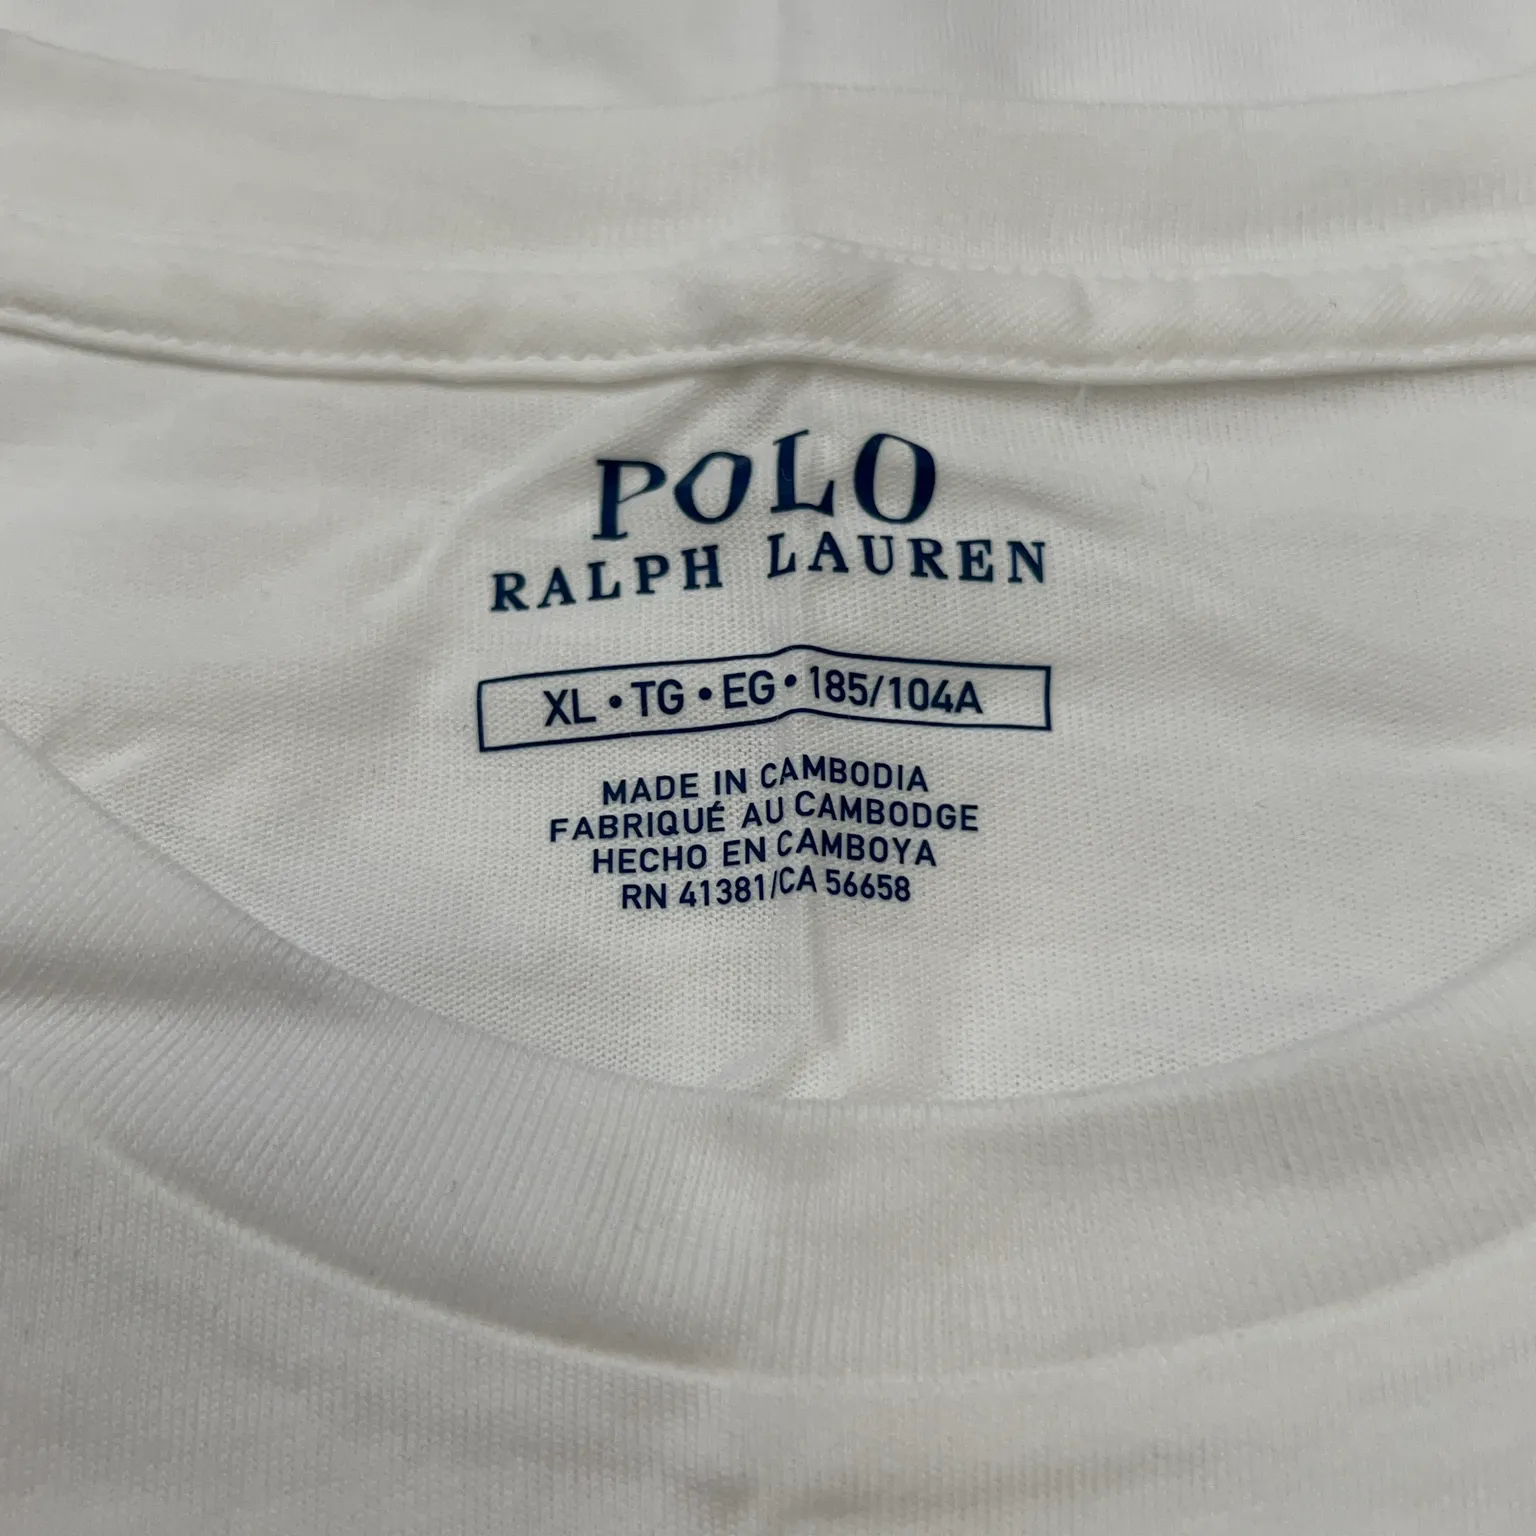 POLO
RALPH LAUREN
XL • TG • EG • 185/104A
MADE IN CAMBODIA
FABRIQUÉ AU CAMBODGE
HECHO EN CAMBOYA
RN 41381/CA 56658